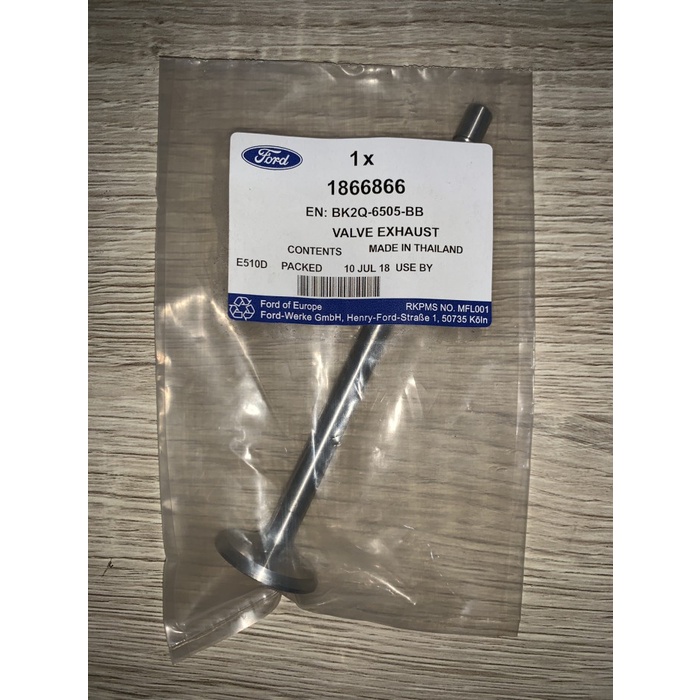 Ford
1 x
1866866
EN: BK2Q-6505-BB
VALVE EXHAUST
CONTENTS MADE IN THAILAND
E510D PACKED 10 JUL 18 USE BY
Ford of Europe RKPMS NO. MFL001
Ford-Werke GmbH, Henry-Ford-Straße 1, 50735 Köln